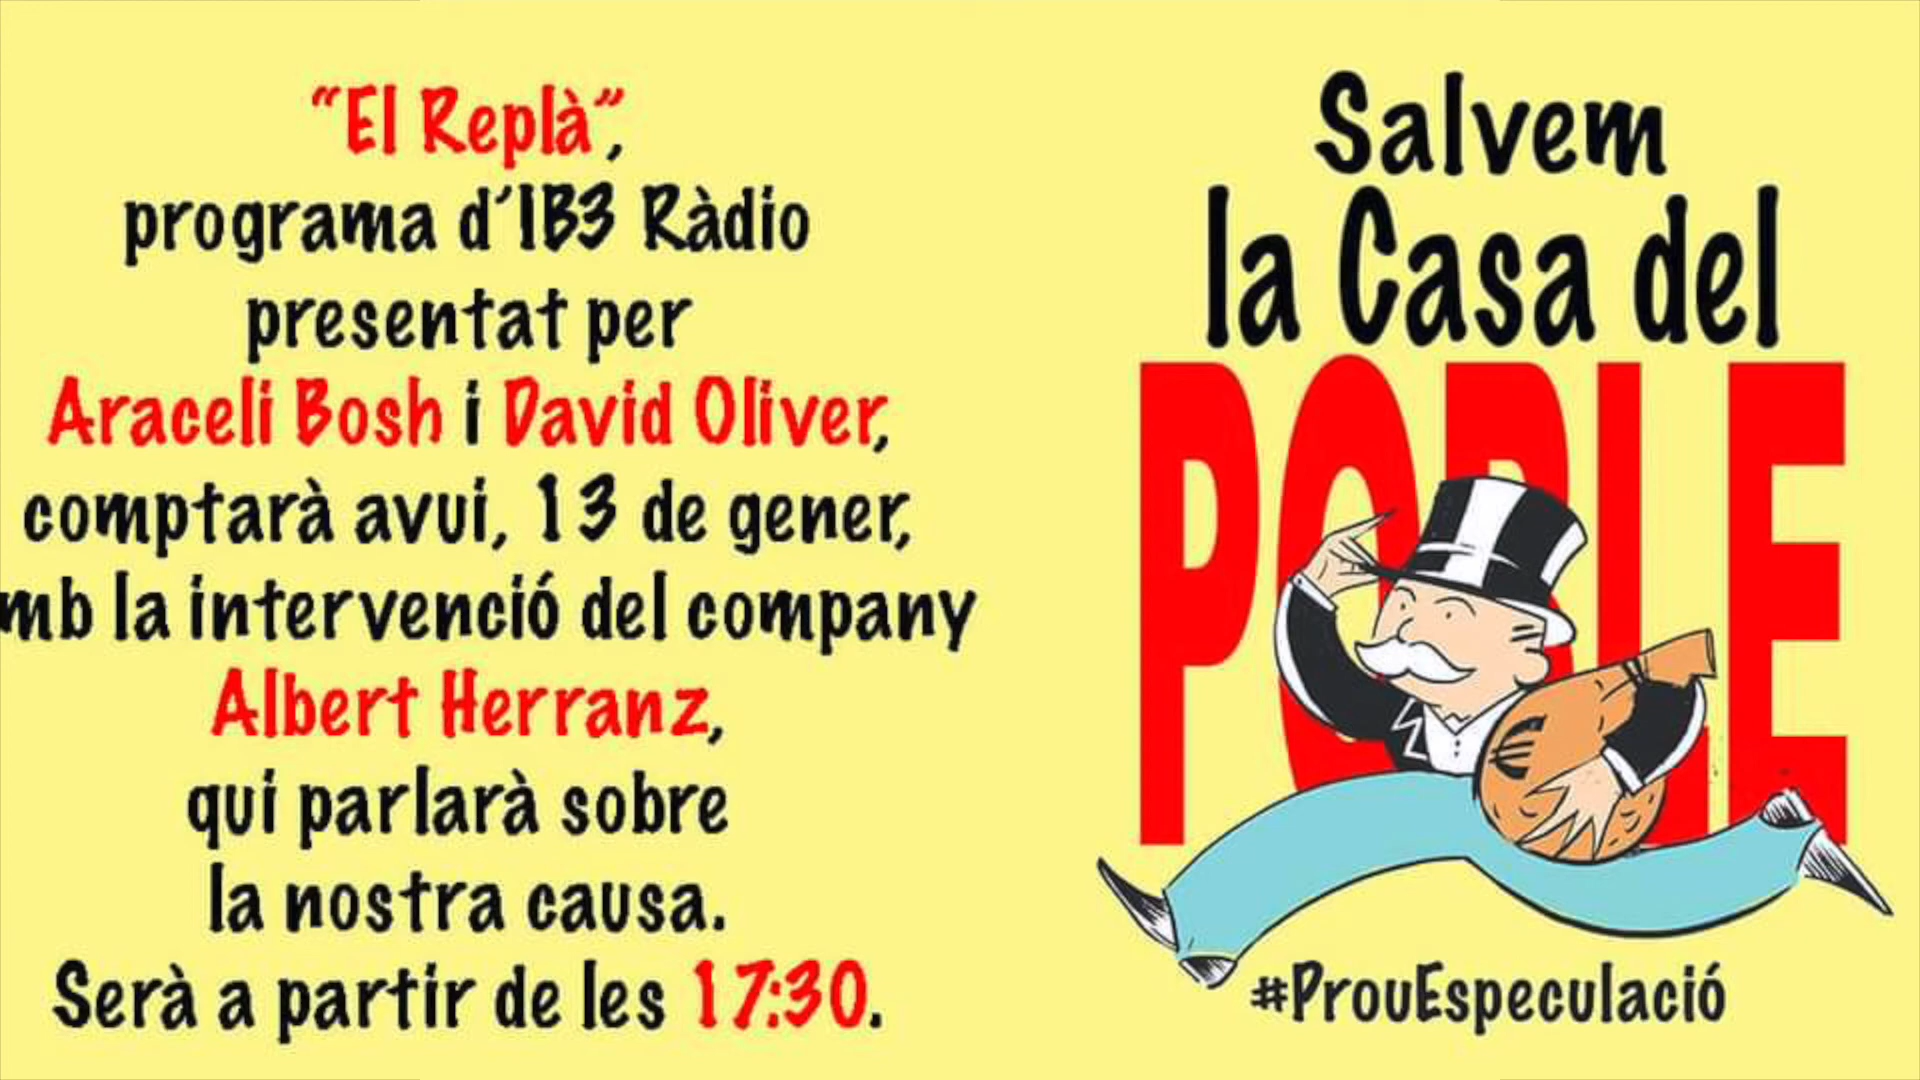 “El Replà”,
programa d´IB3 Ràdio
presentat per
Araceli Bosh i David Oliver,
comptarà avui, 13 de gener,
mb la intervenció del company
Albert Herranz,
qui parlarà sobre
la nostra causa.
Serà a partir de les 17:30.
Salvem
la Casa del
POBLE
€
#ProuEspeculació